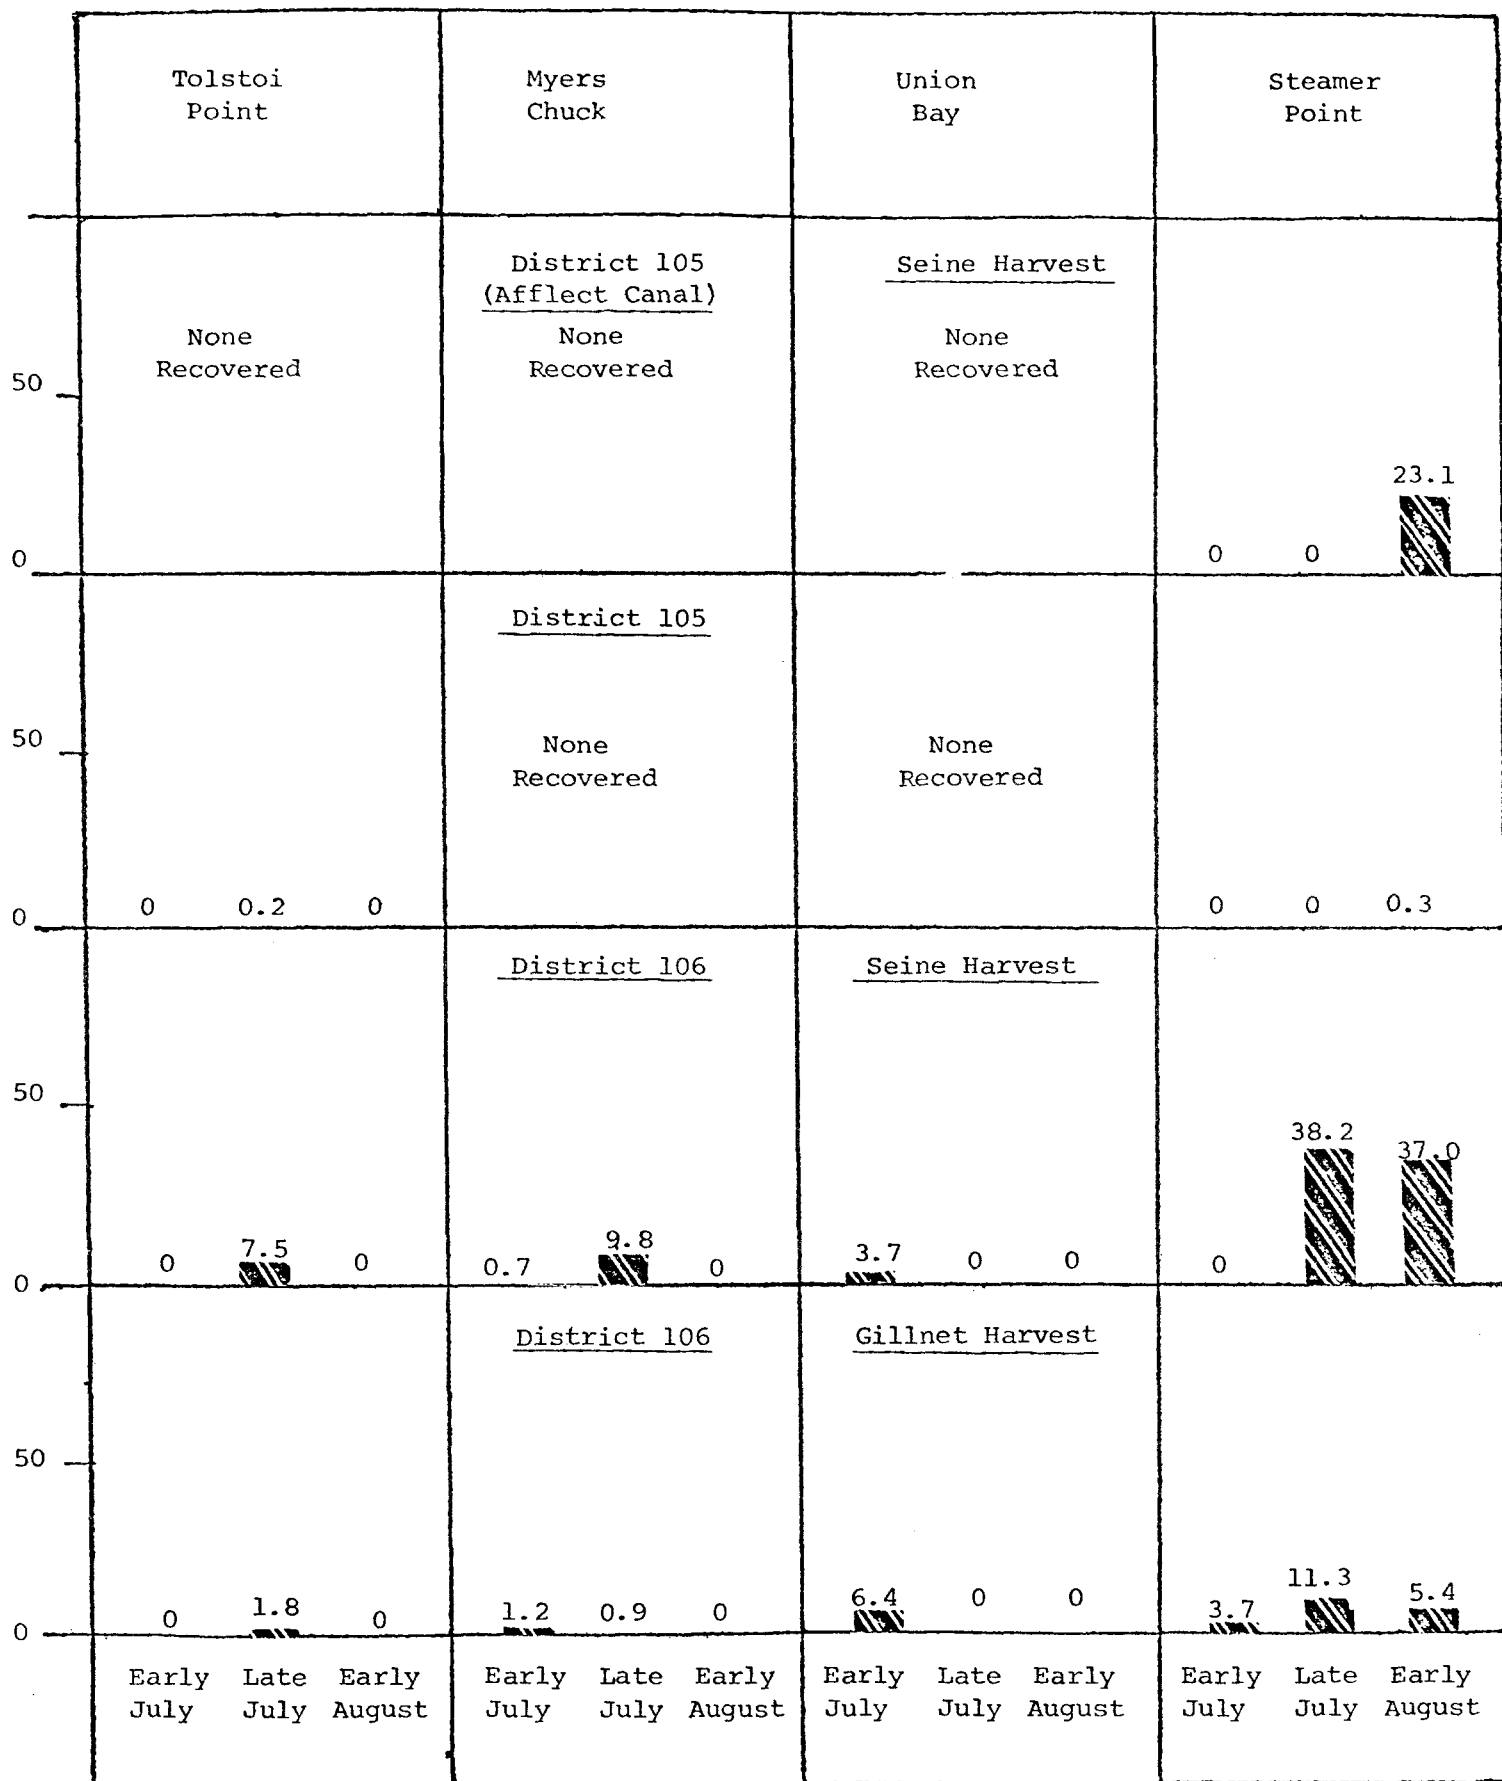 Tolstoi
Point
Myers
Chuck
Union
Bay
Steamer
Point
District 105
(Afflect Canal)
Seine Harvest
None
Recovered
None
Recovered
None
Recovered
50
23.1
0
0
0
District 105
None
Recovered
None
Recovered
50
0
0
0.2
0
0
0
0.3
District 106
Seine Harvest
50
38.2
37.0
0
0
7.5
0
0.7
9.8
0
3.7
0
0
0
District 106
Gillnet Harvest
50
0
0
1.8
0
1.2
0.9
0
6.4
0
0
3.7
11.3
5.4
Early Late Early Early Late Early Early Late Early Early Late Early
July July August July July August July July August July July August